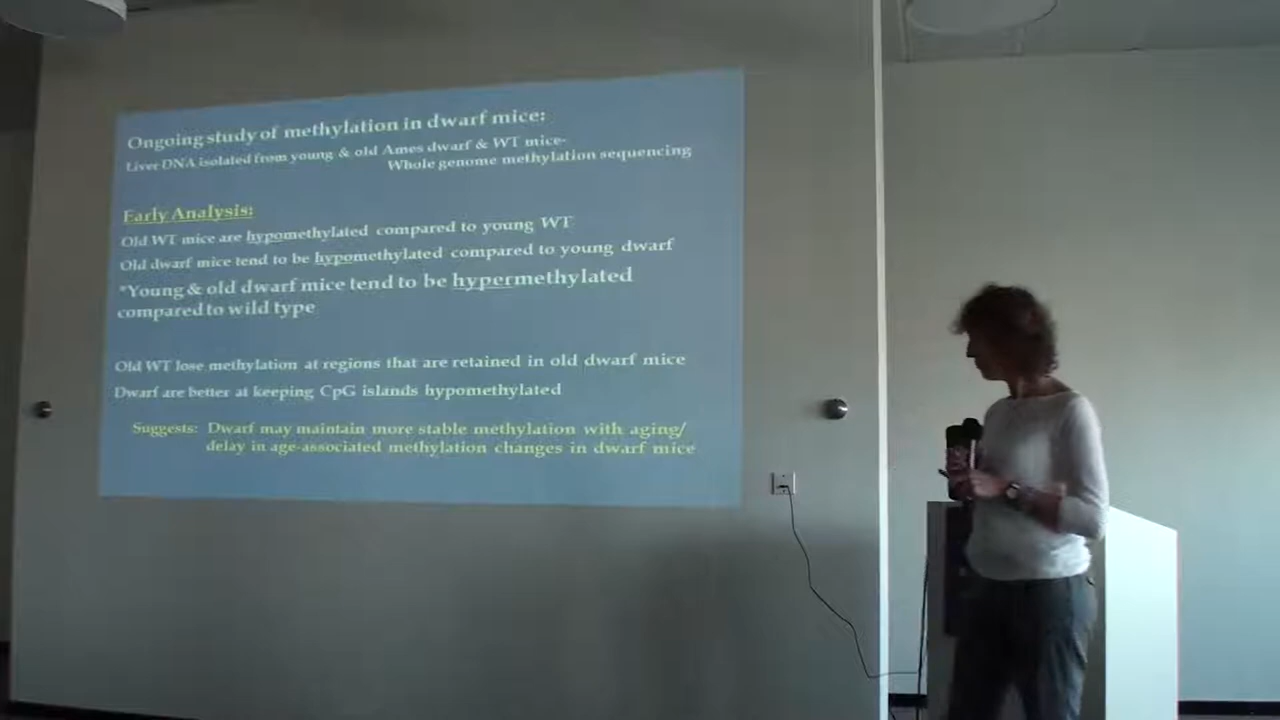 Ongoing study of methylation in dwarf mice:
Liver DNA isolated from young & old Ames dwarf & WT mice-
Whole genome methylation sequencing
Early Analysis:
Old WT mice are hypomethylated compared to young WT
Old dwarf mice tend to be hypomethylated compared to young dwarf
*Young & old dwarf mice tend to be hypermethylated
compared to wild type
Old WT lose methylation at regions that are retained in old dwarf mice
Dwarf are better at keeping CpG islands hypomethylated
Suggests: Dwarf may maintain more stable methylation with aging/
delay in age-associated methylation changes in dwarf mice